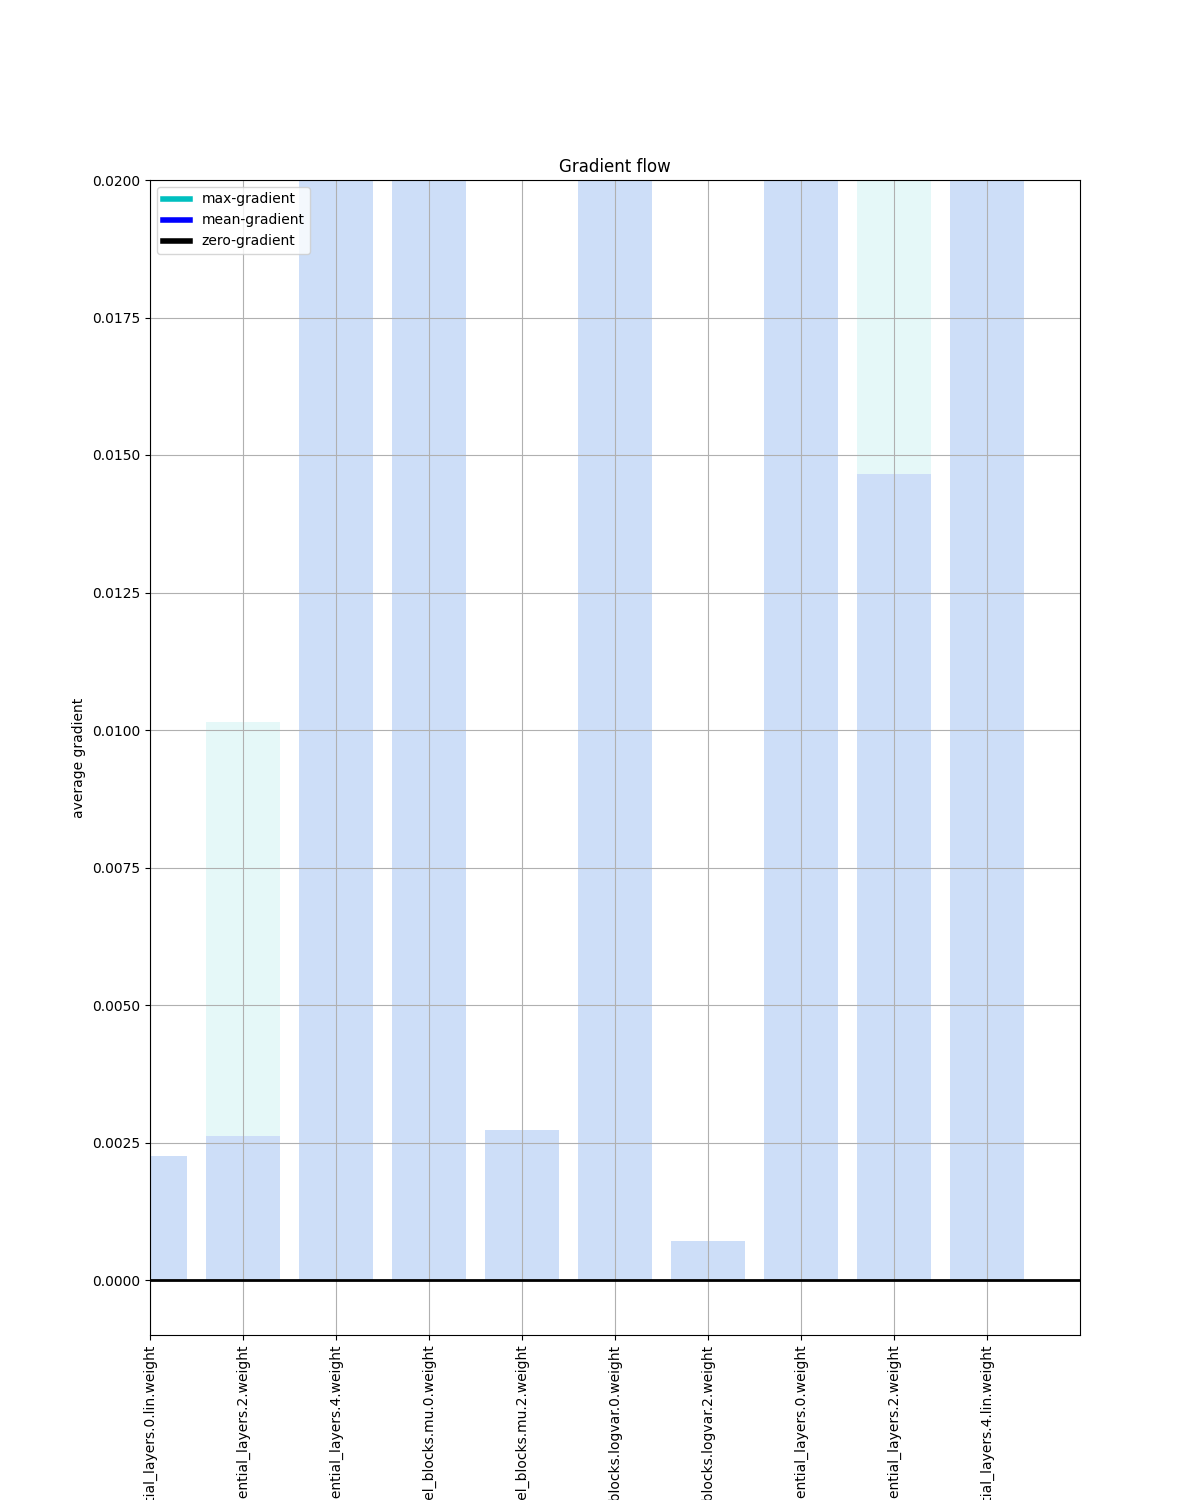 Gradient flow
max-gradient
mean-gradient
zero-gradient
0.0200
0.0175
0.0150
0.0125
0.0100
0.0075
0.0050
0.0025
0.0000
average gradient
tial_layers.0.lin.weight
ential_layers.2.weight
ential_layers.4.weight
el_blocks.mu.0.weight
el_blocks.mu.2.weight
blocks.logvar.0.weight
blocks.logvar.2.weight
ential_layers.0.weight
ential_layers.2.weight
tial_layers.4.lin.weight